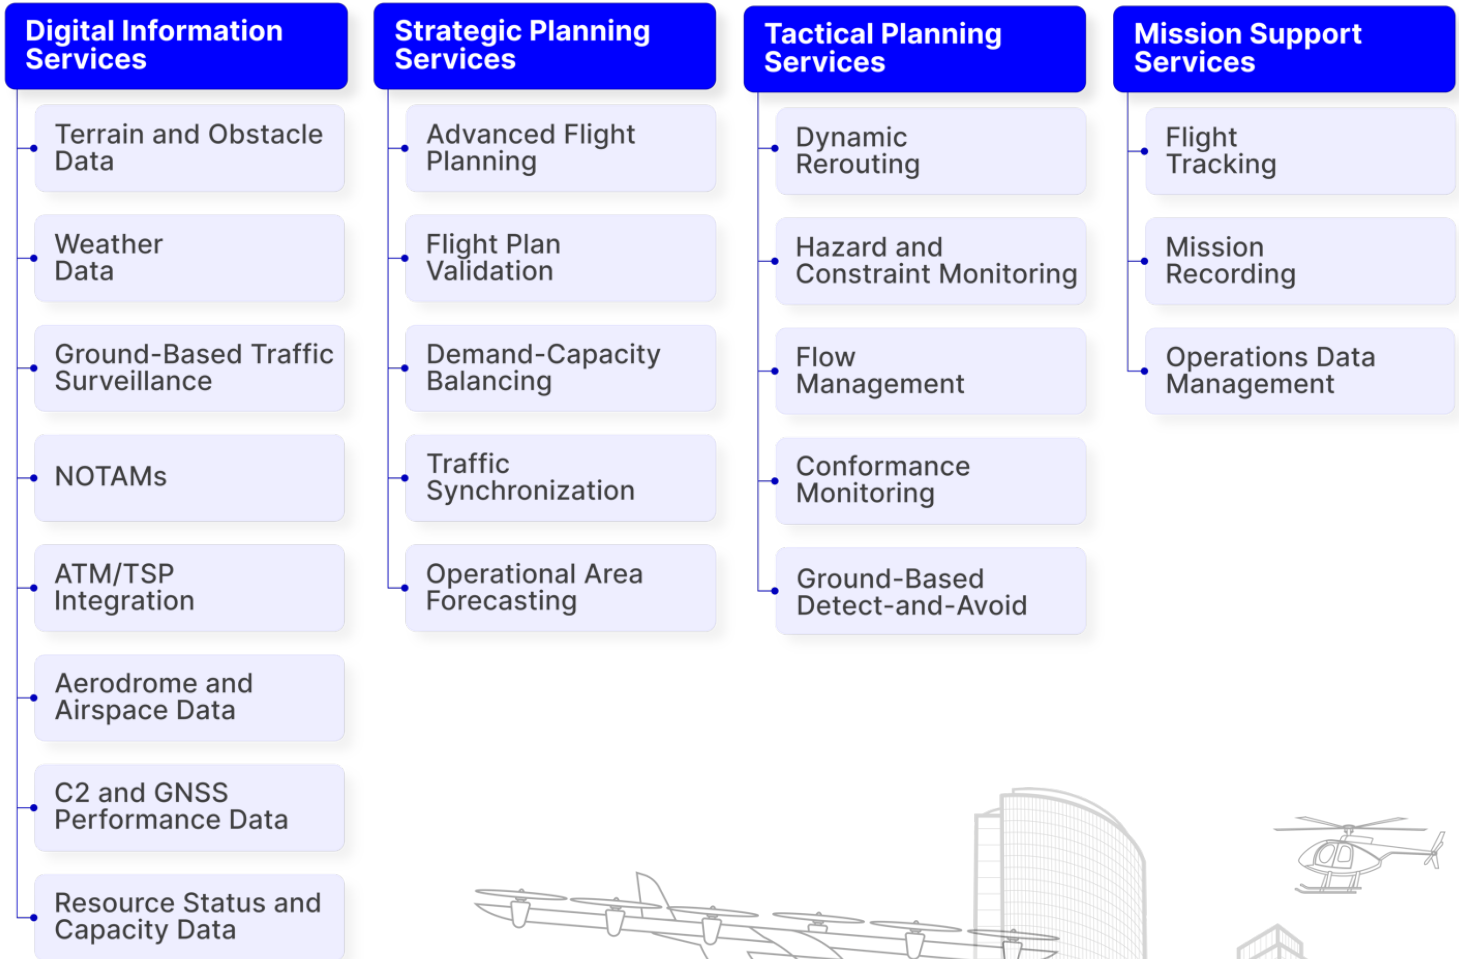 Digital Information
Services
Terrain and Obstacle
Data
Weather
Data
Ground-Based Traffic
Surveillance
NOTAMs
ATM/TSP
Integration
Aerodrome and
Airspace Data
C2 and GNSS
Performance Data
Resource Status and
Capacity Data
Strategic Planning
Services
Advanced Flight
Planning
Flight Plan
Validation
Demand-Capacity
Balancing
Traffic
Synchronization
Operational Area
Forecasting
Tactical Planning
Services
Dynamic
Rerouting
Hazard and
Constraint Monitoring
Flow
Management
Conformance
Monitoring
Ground-Based
Detect-and-Avoid
Mission Support
Services
Flight
Tracking
Mission
Recording
Operations Data
Management